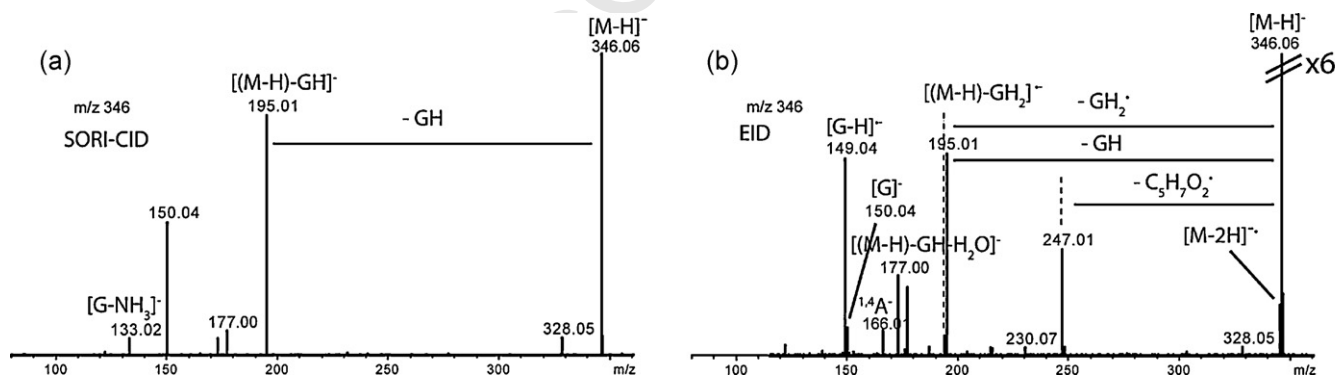 (a)
[M-H]⁻
346.06
[(M-H)-GH]⁻
195.01
m/z 346
SORI-CID
- GH
150.04
[G-NH₃]⁻
133.02
177.00
328.05
100 150 200 250 300 m/z
(b)
[M-H]⁻
346.06
x6
[(M-H)-GH₂]•⁻
- GH₂•
m/z 346
EID
[G-H]•⁻
149.04
195.01
- GH
[G]⁻
150.04
- C₅H₇O₂•
[(M-H)-GH-H₂O]⁻
247.01
[M-2H]⁻•
177.00
¹,⁴A⁻
166.01
230.07
328.05
100 150 200 250 300 m/z